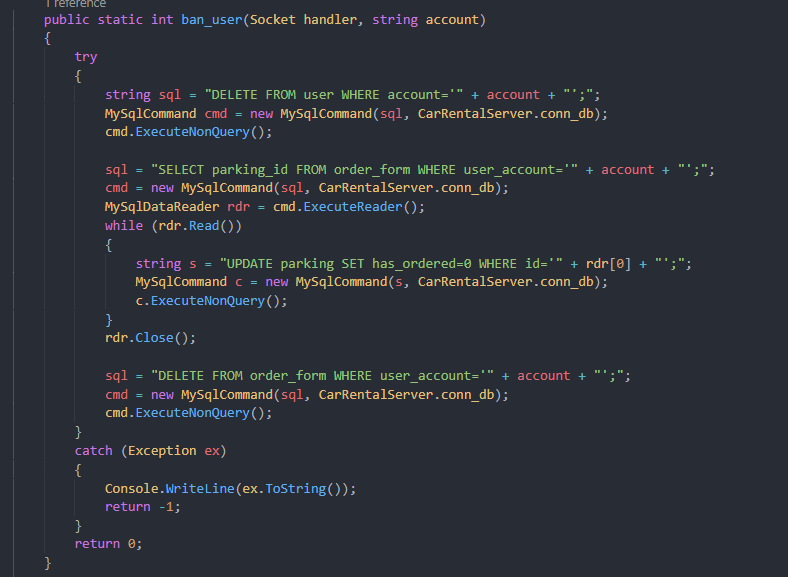 1 reference
public static int ban_user(Socket handler, string account)
{
    try
    {
        string sql = "DELETE FROM user WHERE account='" + account + "';";
        MySqlCommand cmd = new MySqlCommand(sql, CarRentalServer.conn_db);
        cmd.ExecuteNonQuery();

        sql = "SELECT parking_id FROM order_form WHERE user_account='" + account + "';";
        cmd = new MySqlCommand(sql, CarRentalServer.conn_db);
        MySqlDataReader rdr = cmd.ExecuteReader();
        while (rdr.Read())
        {
            string s = "UPDATE parking SET has_ordered=0 WHERE id='" + rdr[0] + "';";
            MySqlCommand c = new MySqlCommand(s, CarRentalServer.conn_db);
            c.ExecuteNonQuery();
        }
        rdr.Close();

        sql = "DELETE FROM order_form WHERE user_account='" + account + "';";
        cmd = new MySqlCommand(sql, CarRentalServer.conn_db);
        cmd.ExecuteNonQuery();
    }
    catch (Exception ex)
    {
        Console.WriteLine(ex.ToString());
        return -1;
    }
    return 0;
}